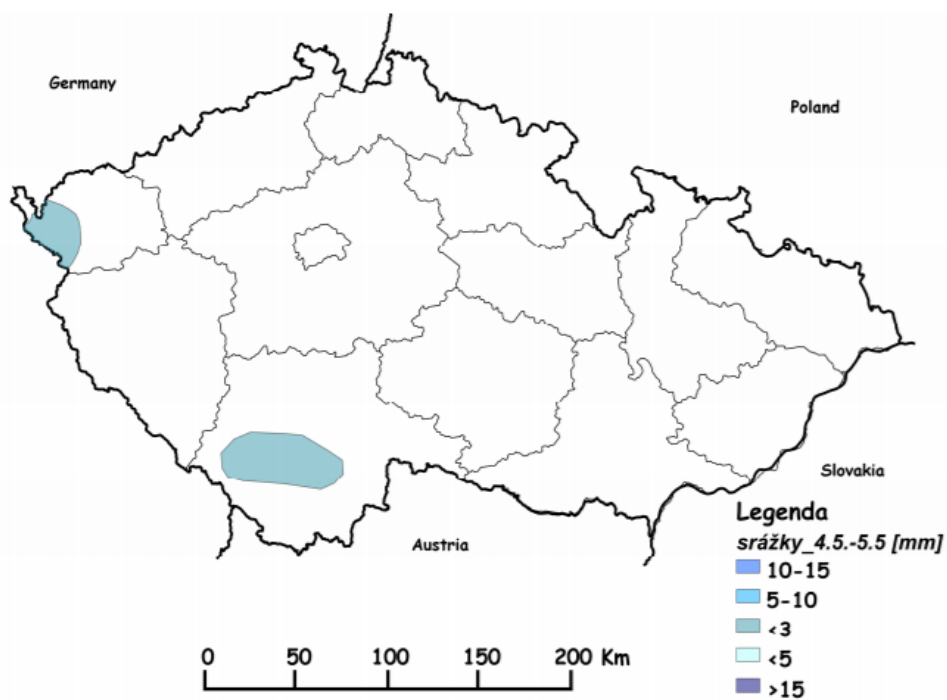 Germany
Poland
Slovakia
Austria
Legenda
srážky_4.5.-5.5 [mm]
10-15
5-10
<3
<5
>15
0 50 100 150 200 Km